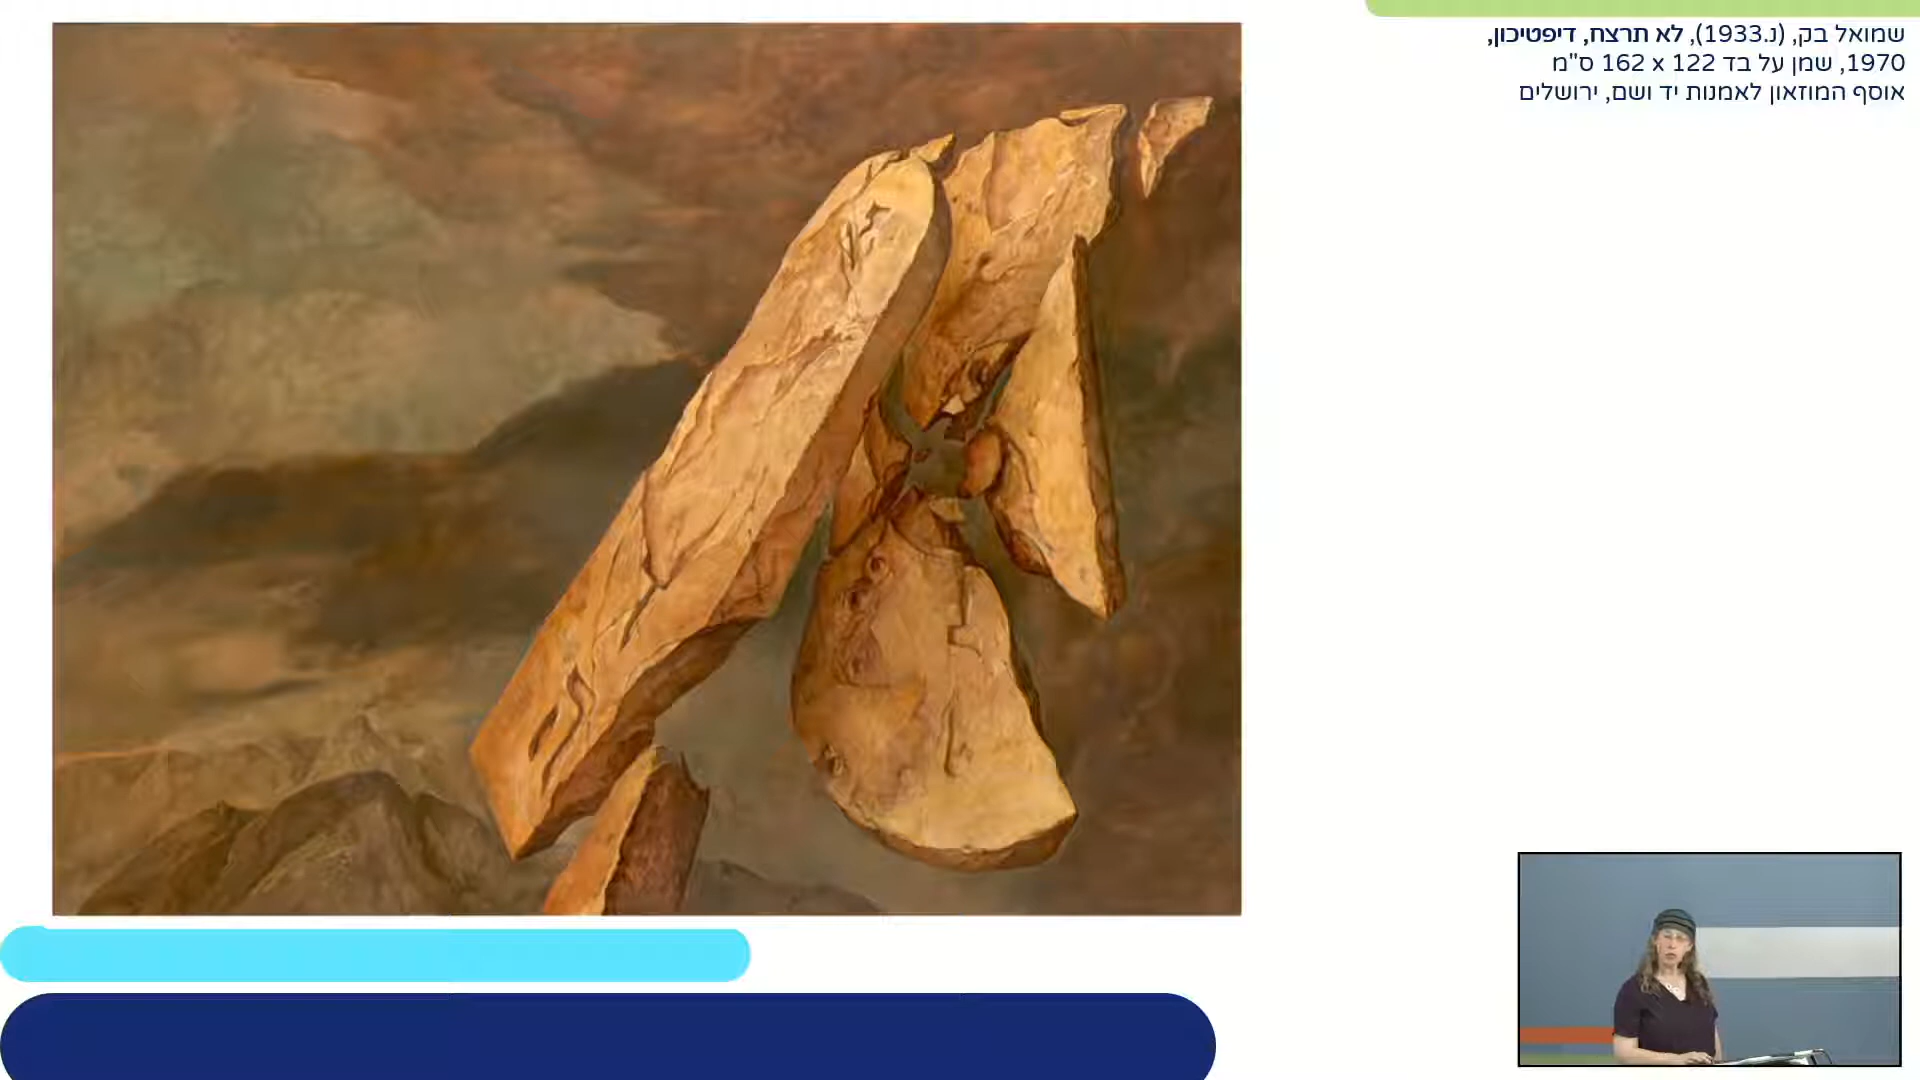 שמואל בק, (נ.1933), לא תרצח, דיפטיכון,
1970, שמן על בד 122 x 162 ס"מ
אוסף המוזאון לאמנות יד ושם, ירושלים